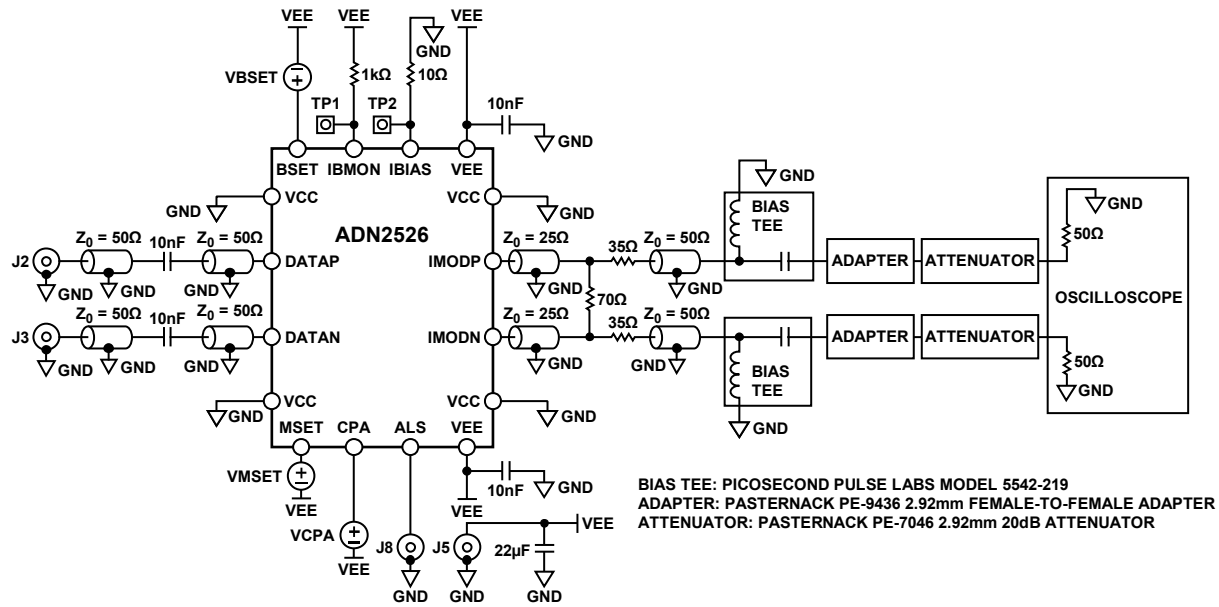 VEE VEE VEE
GND
VBSET
1kΩ 10Ω
TP1 TP2
10nF
GND
BSET IBMON IBIAS VEE
GND VCC VCC GND
GND
BIAS
TEE
GND
50Ω
ADN2526
Z0 = 50Ω 10nF Z0 = 50Ω
Z0 = 25Ω 35Ω Z0 = 50Ω
J2 DATAP IMODP
ADAPTER ATTENUATOR
GND GND GND GND
70Ω
OSCILLOSCOPE
Z0 = 50Ω 10nF Z0 = 50Ω
Z0 = 25Ω 35Ω Z0 = 50Ω
J3 DATAN IMODN
ADAPTER ATTENUATOR
GND GND GND GND GND
50Ω
GND
BIAS
TEE
GND
GND VCC VCC GND
MSET CPA ALS VEE
VMSET
VEE
10nF GND
VEE
VCPA
VEE
J8 J5
22µF
VEE
GND GND GND
BIAS TEE: PICOSECOND PULSE LABS MODEL 5542-219
ADAPTER: PASTERNACK PE-9436 2.92mm FEMALE-TO-FEMALE ADAPTER
ATTENUATOR: PASTERNACK PE-7046 2.92mm 20dB ATTENUATOR